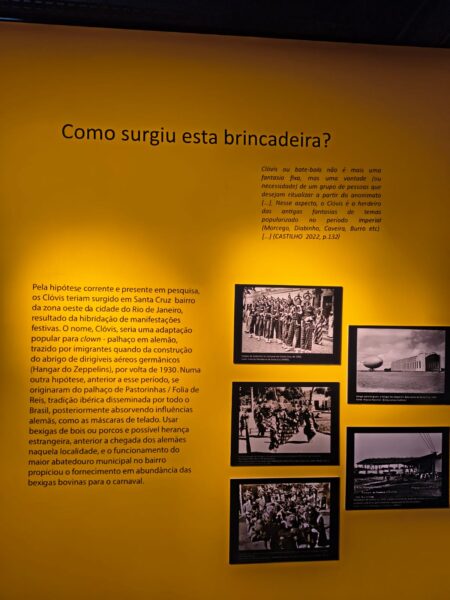 Como surgiu esta brincadeira?
Clóvis ou bate-bola não é mais uma
fantasia fixa, mas uma vontade (ou
necessidade) de um grupo de pessoas que
desejam ritualizar a partir do anonimato
[...]. Nesse aspecto, o Clóvis é o herdeiro
das antigas fantasias de temas
popularizado no período imperial
(Morcego, Diabinho, Caveira, Burro etc)
[...] (CASTILHO 2022, p.132)
Pela hipótese corrente e presente em pesquisa,
os Clóvis teriam surgido em Santa Cruz bairro
da zona oeste da cidade do Rio de Janeiro,
resultado da hibridação de manifestações
festivas. O nome, Clóvis, seria uma adaptação
popular para clown - palhaço em alemão,
trazido por imigrantes quando da construção
do abrigo de dirigíveis aéreos germânicos
(Hangar do Zeppelins), por volta de 1930. Numa
outra hipótese, anterior a esse período, se
originaram do palhaço de Pastorinhas / Folia de
Reis, tradição ibérica disseminada por todo o
Brasil, posteriormente absorvendo influências
alemãs, como as máscaras de telado. Usar
bexigas de bois ou porcos e possível herança
estrangeira, anterior a chegada dos alemães
naquela localidade, e o funcionamento do
maior abatedouro municipal no bairro
propiciou o fornecimento em abundância das
bexigas bovinas para o carnaval.